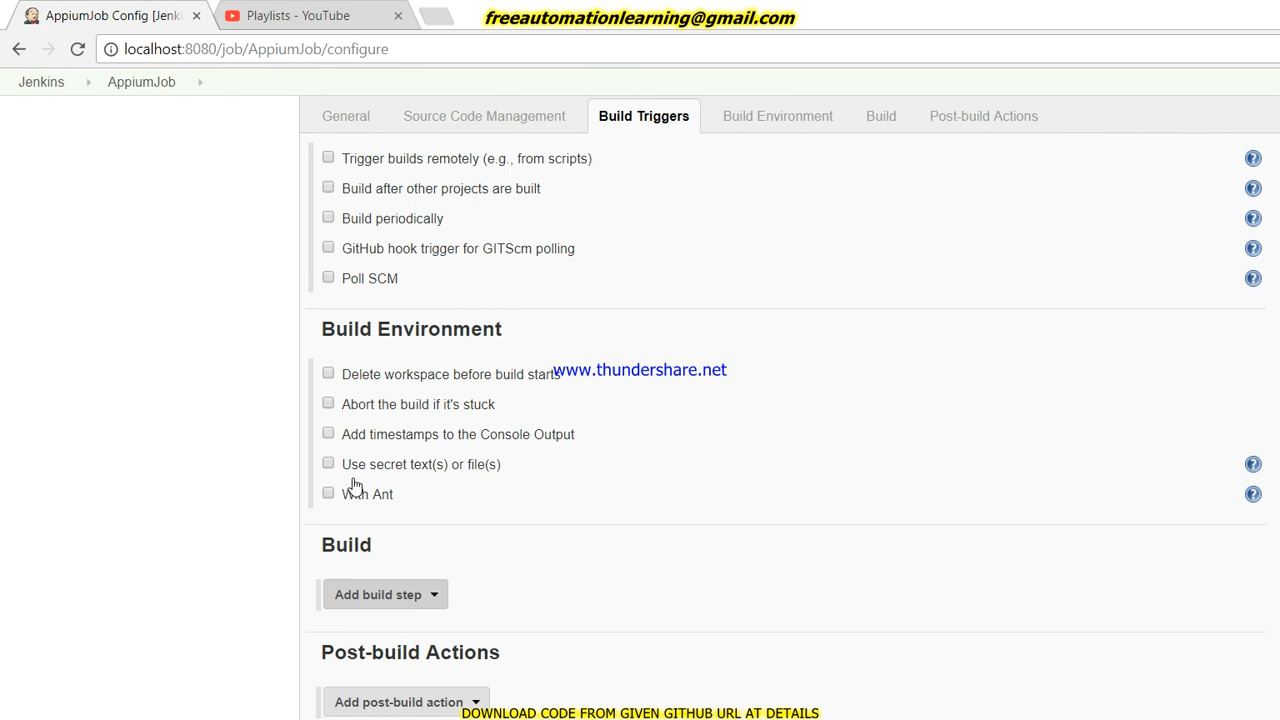 AppiumJob Config [Jenki
Playlists - YouTube
freeautomationlearning@gmail.com
localhost:8080/job/AppiumJob/configure
Jenkins
AppiumJob
General
Source Code Management
Build Triggers
Build Environment
Build
Post-build Actions
Trigger builds remotely (e.g., from scripts)
Build after other projects are built
Build periodically
GitHub hook trigger for GITScm polling
Poll SCM
Build Environment
Delete workspace before build starts
www.thundershare.net
Abort the build if it's stuck
Add timestamps to the Console Output
Use secret text(s) or file(s)
With Ant
Build
Add build step
Post-build Actions
Add post-build action
DOWNLOAD CODE FROM GIVEN GITHUB URL AT DETAILS